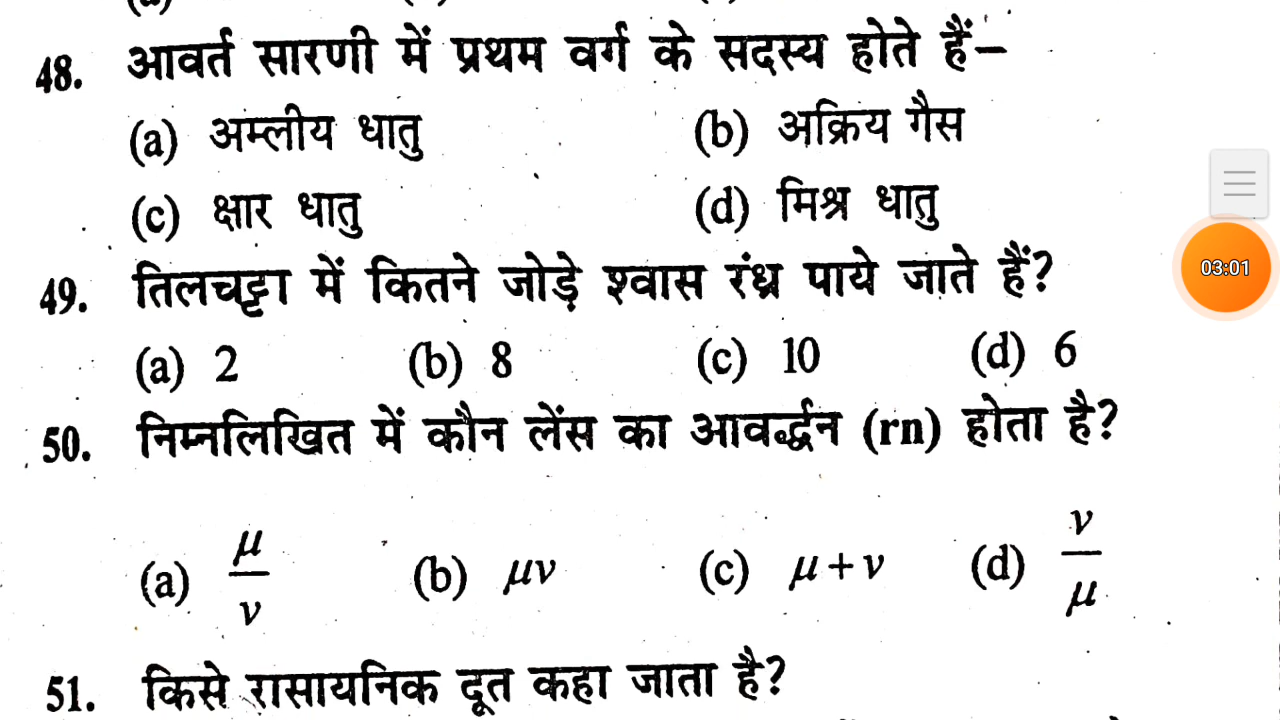 48. आवर्त सारणी में प्रथम वर्ग के सदस्य होते हैं–
(a) अम्लीय धातु (b) अक्रिय गैस
(c) क्षार धातु (d) मिश्र धातु
03:01
49. तिलचट्टा में कितने जोड़े श्वास रंध्र पाये जाते हैं?
(a) 2 (b) 8 (c) 10 (d) 6
50. निम्नलिखित में कौन लेंस का आवर्द्धन (rn) होता है?
(a) μ/ν (b) μν (c) μ+ν (d) ν/μ
51. किसे रासायनिक दूत कहा जाता है?